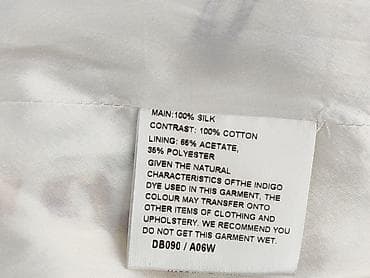 MAIN:100% SILK
CONTRAST: 100% COTTON
LINING: 65% ACETATE,
35% POLYESTER
GIVEN THE NATURAL
CHARACTERISTICS OFTHE INDIGO
DYE USED IN THIS GARMENT, THE
COLOUR MAY TRANSFER ONTO
OTHER ITEMS OF CLOTHING AND
UPHOLSTERY. WE RECOMMEND YOU
DO NOT GET THIS GARMENT WET.
DB090 / A06W